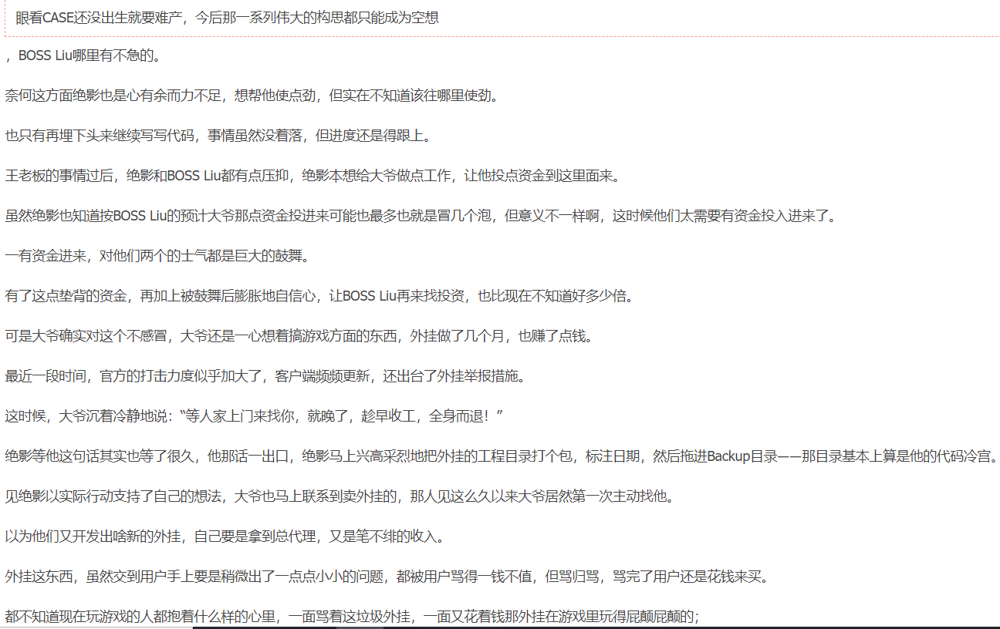 眼看CASE还没出生就要难产，今后那一系列伟大的构思都只能成为空想
，BOSS Liu哪里有不急的。
奈何这方面绝影也是心有余而力不足，想帮他使点劲，但实在不知道该往哪里使劲。
也只有再埋下头来继续写写代码，事情虽然没着落，但进度还是得跟上。
王老板的事情过后，绝影和BOSS Liu都有点压抑，绝影本想给大爷做点工作，让他投点资金到这里面来。
虽然绝影也知道按BOSS Liu的预计大爷那点资金投进来可能也最多也就是冒几个泡，但意义不一样啊，这时候他们太需要有资金投入进来了。
一有资金进来，对他们两个的士气都是巨大的鼓舞。
有了这点垫背的资金，再加上被鼓舞后膨胀地自信心，让BOSS Liu再来找投资，也比现在不知道好多少倍。
可是大爷确实对这个不感冒，大爷还是一心想着搞游戏方面的东西，外挂做了几个月，也赚了点钱。
最近一段时间，官方的打击力度似乎加大了，客户端频频更新，还出台了外挂举报措施。
这时候，大爷沉着冷静地说：“等人家上门来找你，就晚了，趁早收工，全身而退！”
绝影等他这句话其实也等了很久，他那话一出口，绝影马上兴高采烈地把外挂的工程目录打个包，标注日期，然后拖进Backup目录——那目录基本上算是他的代码冷宫。
见绝影以实际行动支持了自己的想法，大爷也马上联系到卖外挂的，那人见这么久以来大爷居然第一次主动找他。
以为他们又开发出啥新的外挂，自己要是拿到总代理，又是笔不绯的收入。
外挂这东西，虽然交到用户手上要是稍微出了一点点小小的问题，都被用户骂得一钱不值，但骂归骂，骂完了用户还是花钱来买。
都不知道现在玩游戏的人都抱着什么样的心里，一面骂着这垃圾外挂，一面又花着钱那外挂在游戏里玩得屁颠屁颠的；